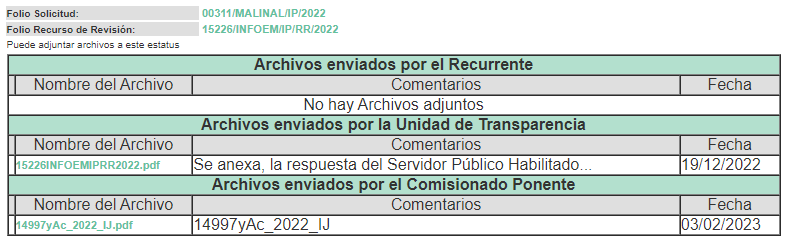 Folio Solicitud: 00311/MALINAL/IP/2022
Folio Recurso de Revisión: 15226/INFOEM/IP/RR/2022
Puede adjuntar archivos a este estatus
Archivos enviados por el Recurrente
Nombre del Archivo Comentarios Fecha
No hay Archivos adjuntos
Archivos enviados por la Unidad de Transparencia
Nombre del Archivo Comentarios Fecha
15226INFOEMIPRR2022.pdf Se anexa, la respuesta del Servidor Público Habilitado... 19/12/2022
Archivos enviados por el Comisionado Ponente
Nombre del Archivo Comentarios Fecha
14997yAc_2022_IJ.pdf 14997yAc_2022_IJ 03/02/2023